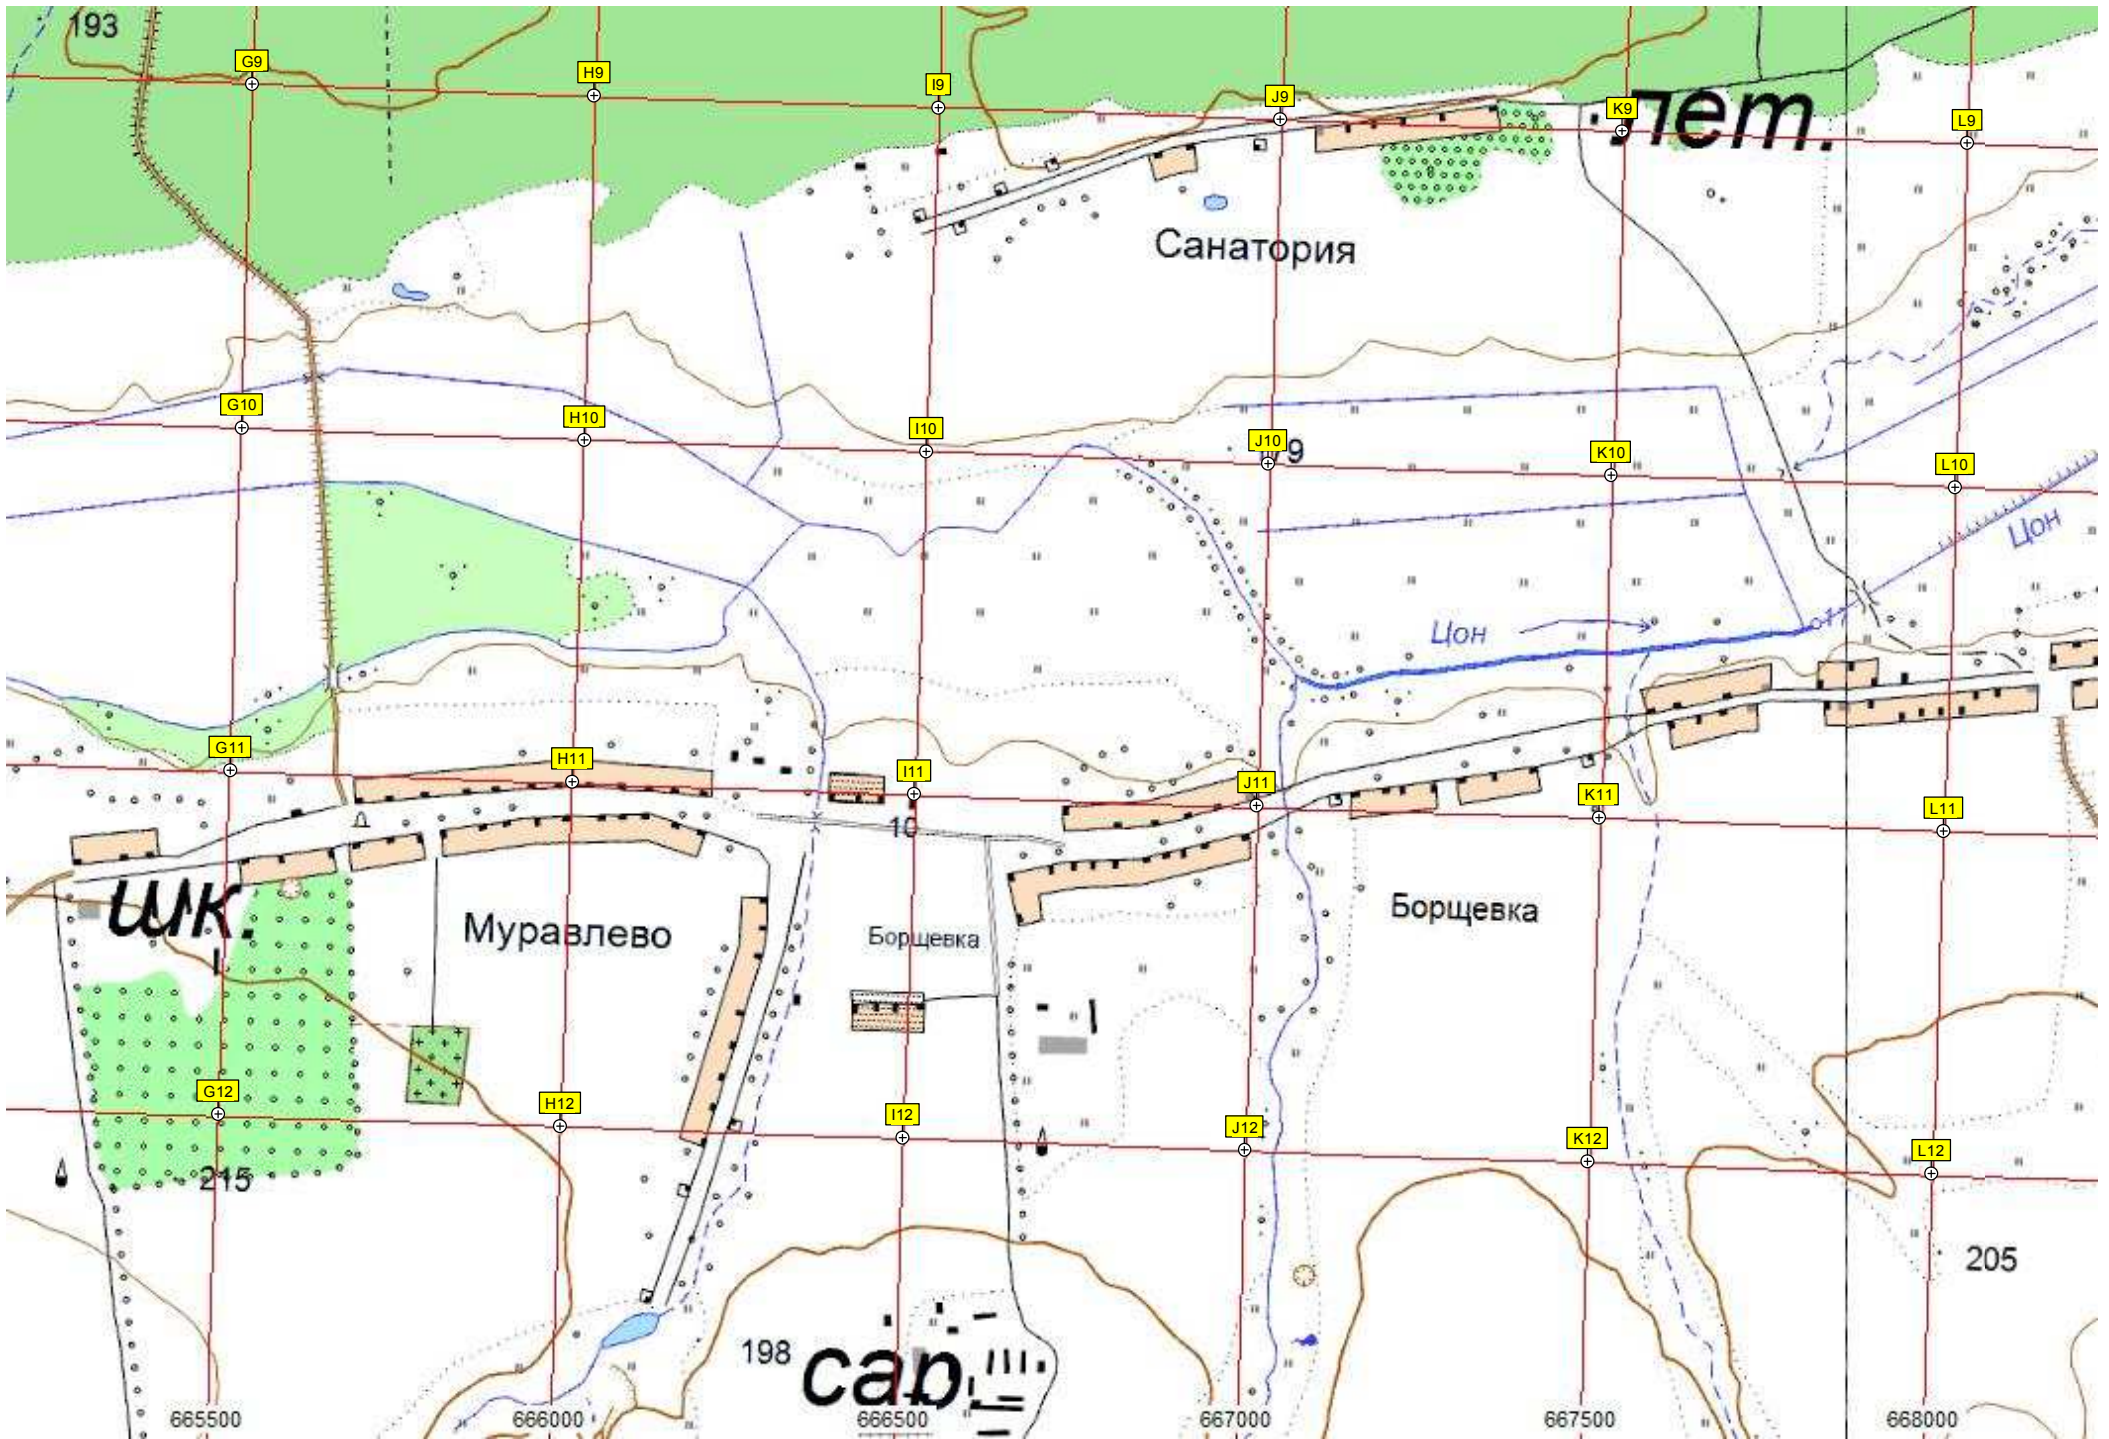 193
G9
H9
I9
J9
K9
L9
лет.
Санатория
G10
H10
I10
J10
179
K10
L10
Цон
Цон
G11
H11
I11
J11
K11
L11
10
шк.
Муравлево
Борщевка
Борщевка
G12
H12
I12
J12
K12
L12
215
205
198
сар.
665500
666000
666500
667000
667500
668000